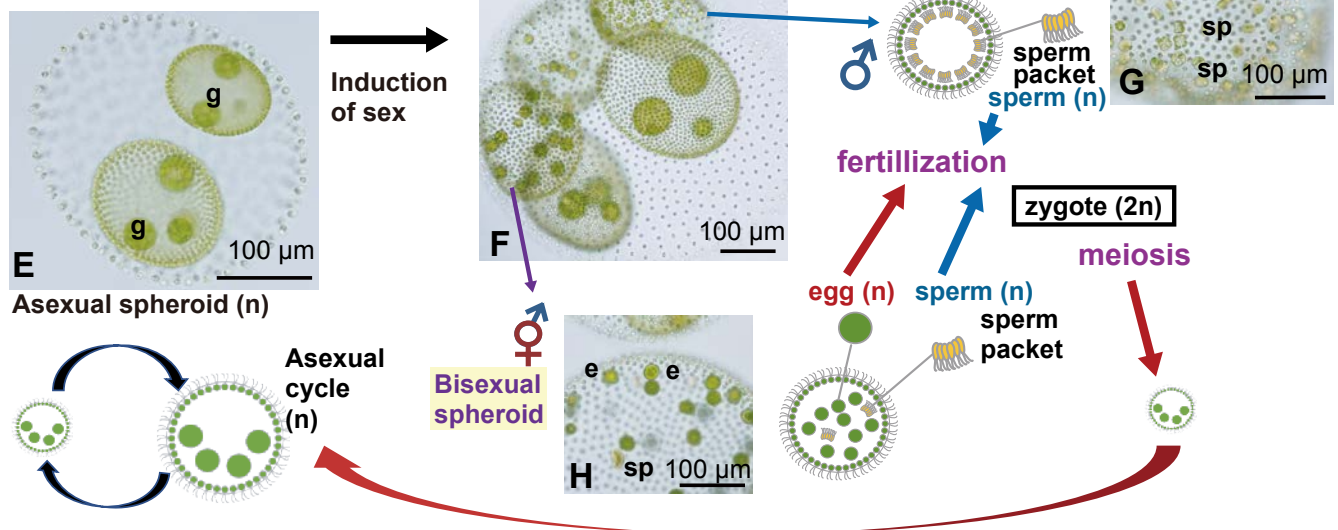 g
g
100 µm
E
Asexual spheroid (n)
Induction
of sex
F
100 µm
♂
sperm
packet
sperm (n)
sp
sp
100 µm
G
fertillization
zygote (2n)
meiosis
egg (n)
sperm (n)
sperm
packet
Bisexual
spheroid
e
e
sp
100 µm
H
Asexual
cycle
(n)